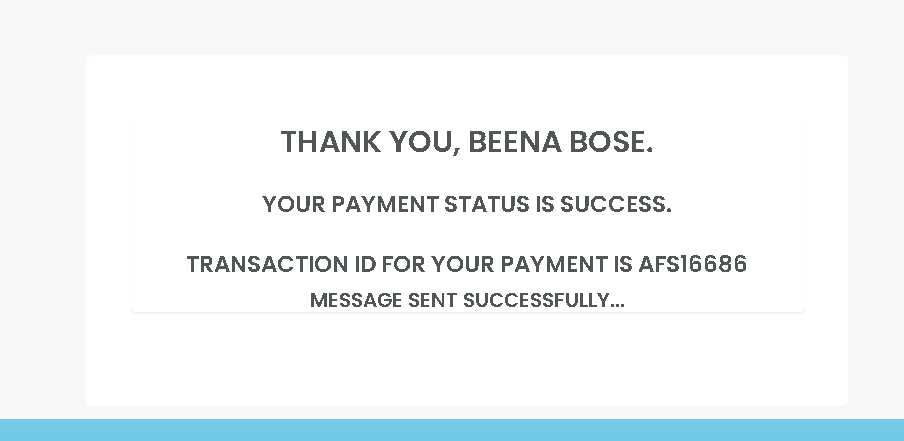 THANK YOU, BEENA BOSE.
YOUR PAYMENT STATUS IS SUCCESS.
TRANSACTION ID FOR YOUR PAYMENT IS AFS16686
MESSAGE SENT SUCCESSFULLY...